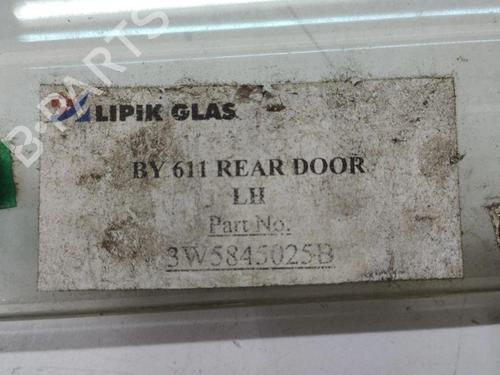 B-PARTS
LIPIK GLAS
BY 611 REAR DOOR
LH
Part No.
3W5845025B